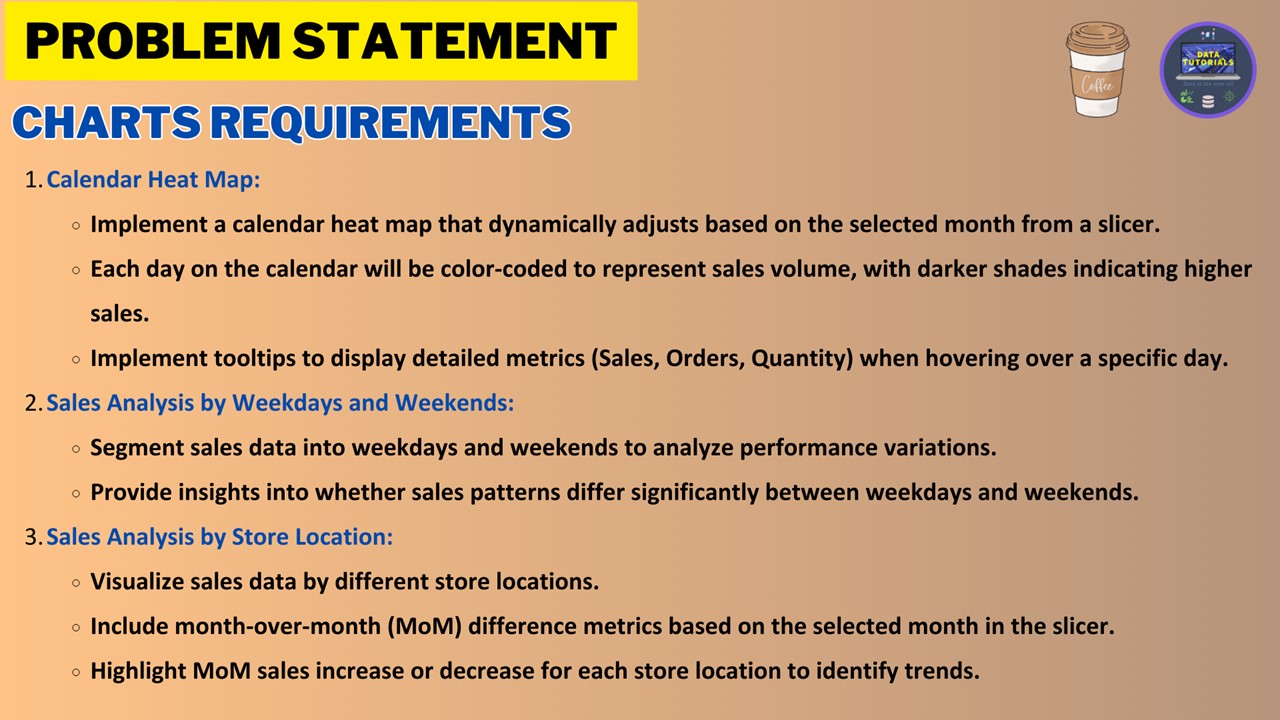 PROBLEM STATEMENT
Coffee
DATA
TUTORIALS
CHARTS REQUIREMENTS
1. Calendar Heat Map:
○ Implement a calendar heat map that dynamically adjusts based on the selected month from a slicer.
○ Each day on the calendar will be color-coded to represent sales volume, with darker shades indicating higher
sales.
○ Implement tooltips to display detailed metrics (Sales, Orders, Quantity) when hovering over a specific day.
2. Sales Analysis by Weekdays and Weekends:
○ Segment sales data into weekdays and weekends to analyze performance variations.
○ Provide insights into whether sales patterns differ significantly between weekdays and weekends.
3. Sales Analysis by Store Location:
○ Visualize sales data by different store locations.
○ Include month-over-month (MoM) difference metrics based on the selected month in the slicer.
○ Highlight MoM sales increase or decrease for each store location to identify trends.